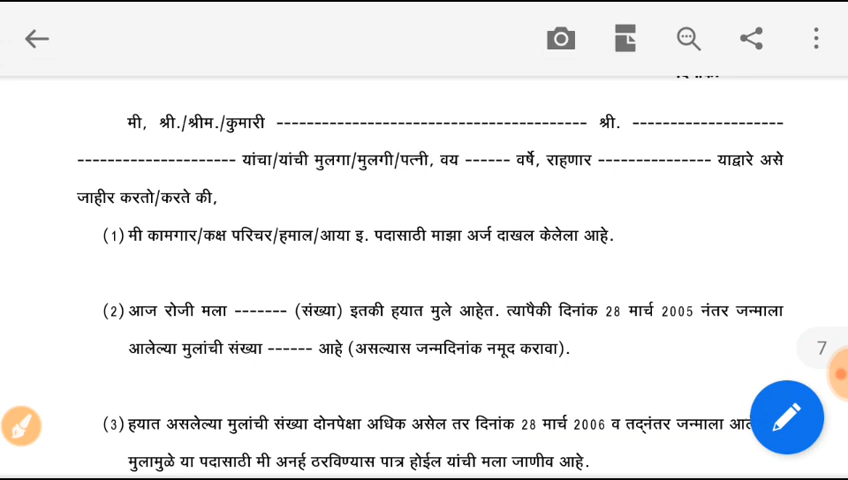 मी, श्री./श्रीम./कुमारी ----------------------------------------- श्री. --------------------
--------------------- यांचा/यांची मुलगा/मुलगी/पत्नी, वय ------ वर्षे, राहणार --------------- याद्वारे असे
जाहीर करतो/करते की,
(1) मी कामगार/कक्ष परिचर/हमाल/आया इ. पदासाठी माझा अर्ज दाखल केलेला आहे.
(2) आज रोजी मला ------- (संख्या) इतकी हयात मुले आहेत. त्यापैकी दिनांक 28 मार्च 2005 नंतर जन्माला
आलेल्या मुलांची संख्या ------ आहे (असल्यास जन्मदिनांक नमूद करावा).
7
(3) हयात असलेल्या मुलांची संख्या दोनपेक्षा अधिक असेल तर दिनांक 28 मार्च 2006 व तद्नंतर जन्माला
मुलामुळे या पदासाठी मी अनर्ह ठरविण्यास पात्र होईल यांची मला जाणीव आहे.